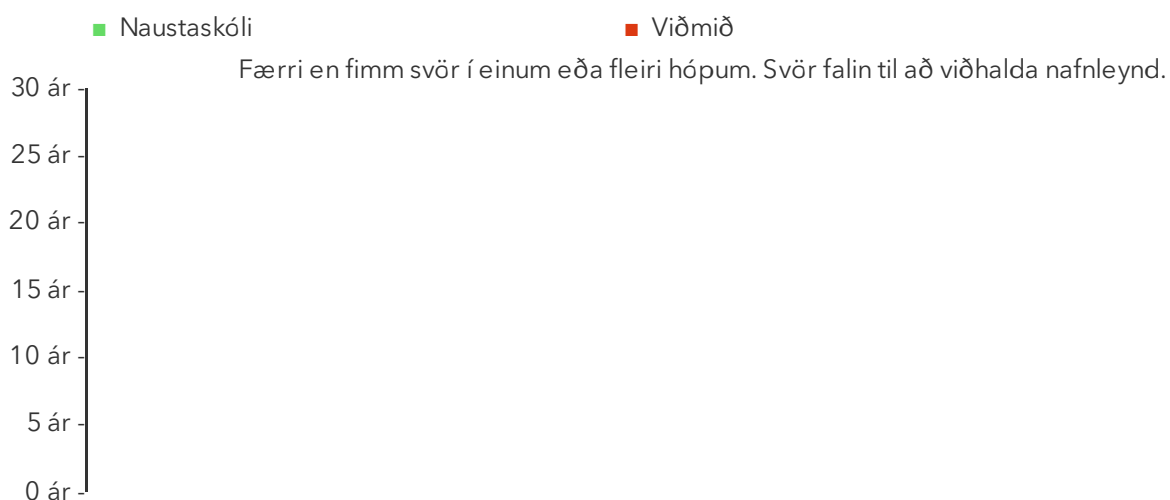 Naustaskóli Viðmið
Færri en fimm svör í einum eða fleiri hópum. Svör falin til að viðhalda nafnleynd.
30 ár
25 ár
20 ár
15 ár
10 ár
5 ár
0 ár